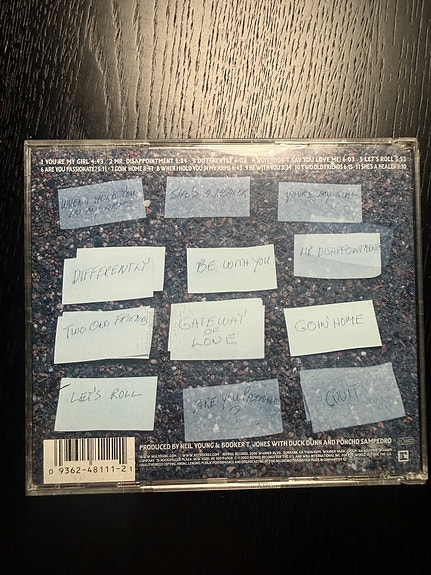 1 YOU'RE MY GIRL 4:43 2 MR. DISAPPOINTMENT 5:24 3 DIFFERENTLY 6:03 4 QUIT (DON'T SAY YOU LOVE ME) 6:03 5 LET'S ROLL 5:53
6 ARE YOU PASSIONATE? 5:11 7 GOIN' HOME 8:47 8 WHEN I HOLD YOU IN MY ARMS 4:43 9 BE WITH YOU 3:34 10 TWO OLD FRIENDS 6:15 11 SHE'S A HEALER 9:10
WHEN I HOLD YOU
IN MY ARMS
SHE'S A HEALER
YOU'RE MY GIRL
DIFFERENTLY
BE WITH YOU
MR DISAPPOINTMENT
TWO OLD FRIENDS
GATEWAY
OF
LOVE
GOIN' HOME
LET'S ROLL
ARE YOU PASSIONATE
?
QUIT
PRODUCED BY NEIL YOUNG & BOOKER T. JONES WITH DUCK DUNN AND PONCHO SAMPEDRO
0 9362-48111-2 1